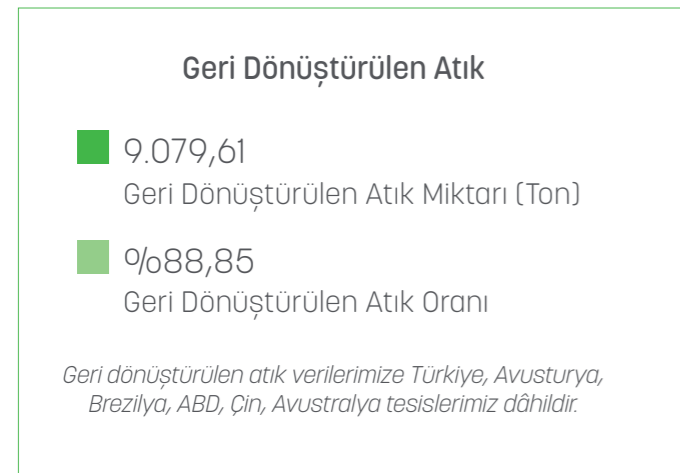 Geri Dönüştürülen Atık
9.079,61
Geri Dönüştürülen Atık Miktarı (Ton)
%88,85
Geri Dönüştürülen Atık Oranı
Geri dönüştürülen atık verilerimize Türkiye, Avusturya,
Brezilya, ABD, Çin, Avustralya tesislerimiz dâhildir.